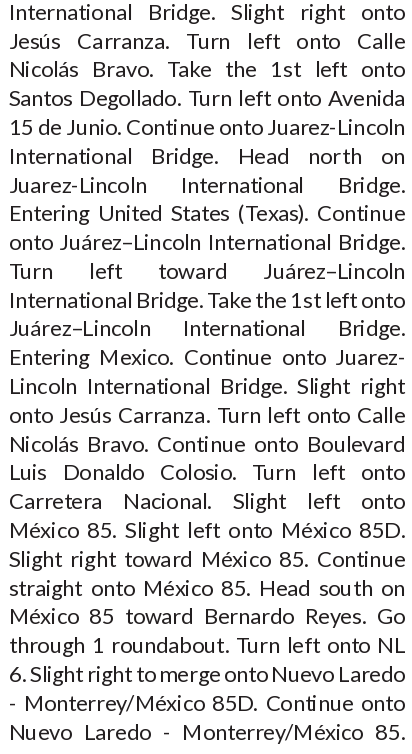 International Bridge. Slight right onto
Jesús Carranza. Turn left onto Calle
Nicolás Bravo. Take the 1st left onto
Santos Degollado. Turn left onto Avenida
15 de Junio. Continue onto Juarez-Lincoln
International Bridge. Head north on
Juarez-Lincoln International Bridge.
Entering United States (Texas). Continue
onto Juárez–Lincoln International Bridge.
Turn left toward Juárez–Lincoln
International Bridge. Take the 1st left onto
Juárez–Lincoln International Bridge.
Entering Mexico. Continue onto Juarez-
Lincoln International Bridge. Slight right
onto Jesús Carranza. Turn left onto Calle
Nicolás Bravo. Continue onto Boulevard
Luis Donaldo Colosio. Turn left onto
Carretera Nacional. Slight left onto
México 85. Slight left onto México 85D.
Slight right toward México 85. Continue
straight onto México 85. Head south on
México 85 toward Bernardo Reyes. Go
through 1 roundabout. Turn left onto NL
6. Slight right to merge onto Nuevo Laredo
- Monterrey/México 85D. Continue onto
Nuevo Laredo - Monterrey/México 85.